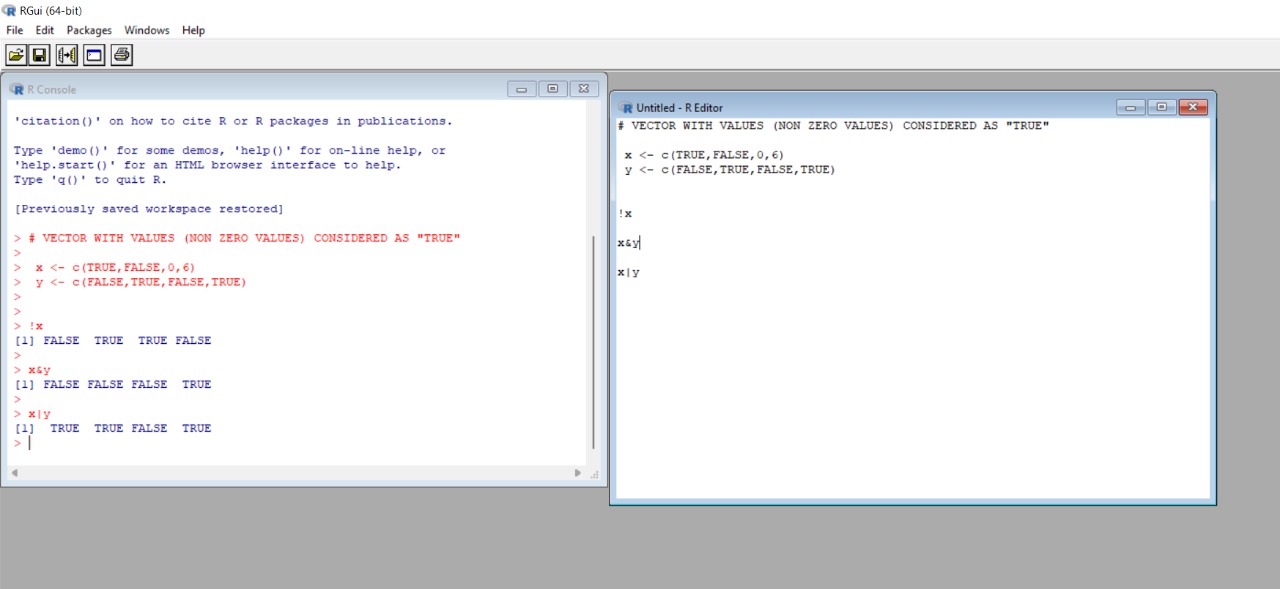 RGui (64-bit)
File Edit Packages Windows Help
R Console
'citation()' on how to cite R or R packages in publications.
Type 'demo()' for some demos, 'help()' for on-line help, or
'help.start()' for an HTML browser interface to help.
Type 'q()' to quit R.
[Previously saved workspace restored]
> # VECTOR WITH VALUES (NON ZERO VALUES) CONSIDERED AS "TRUE"
>
>  x <- c(TRUE,FALSE,0,6)
>  y <- c(FALSE,TRUE,FALSE,TRUE)
>
>
> !x
[1] FALSE  TRUE  TRUE FALSE
>
> x&y
[1] FALSE FALSE FALSE  TRUE
>
> x|y
[1]  TRUE  TRUE FALSE  TRUE
>
Untitled - R Editor
# VECTOR WITH VALUES (NON ZERO VALUES) CONSIDERED AS "TRUE"
x <- c(TRUE,FALSE,0,6)
y <- c(FALSE,TRUE,FALSE,TRUE)
!x
x&y
x|y